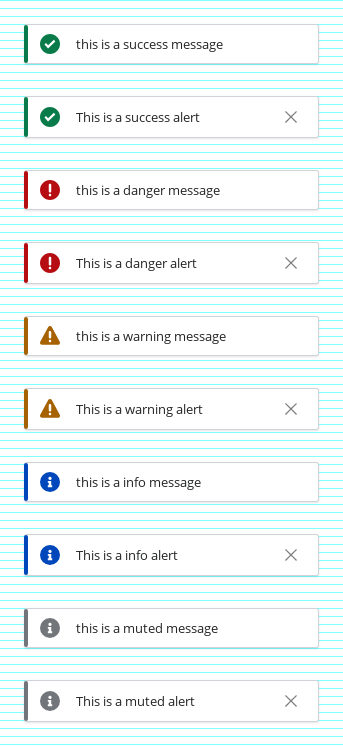 this is a success message
This is a success alert
this is a danger message
This is a danger alert
this is a warning message
This is a warning alert
this is a info message
This is a info alert
this is a muted message
This is a muted alert